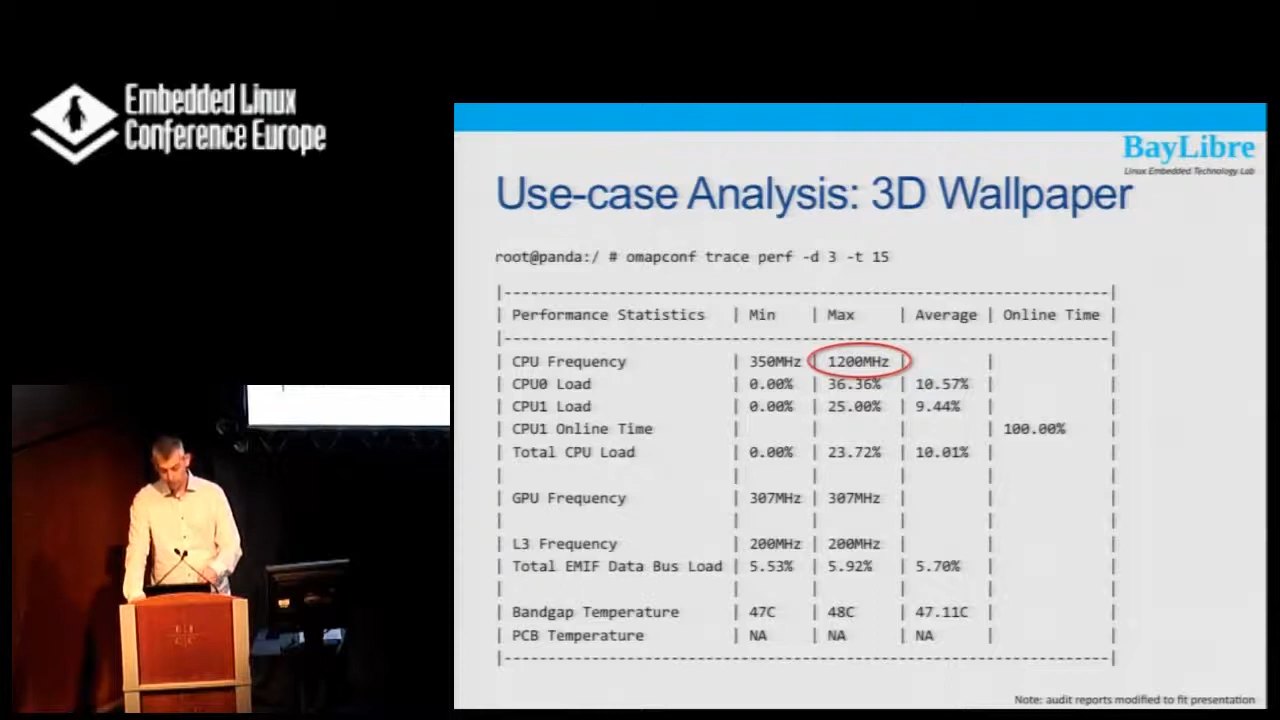 Embedded Linux
Conference Europe
BayLibre
Linux Embedded Technology Lab
Use-case Analysis: 3D Wallpaper
root@panda:/ # omapconf trace perf -d 3 -t 15
|---------------------------------------------------------------------|
| Performance Statistics | Min | Max | Average | Online Time |
|---------------------------------------------------------------------|
| CPU Frequency | 350MHz | 1200MHz | | |
| CPU0 Load | 0.00% | 36.36% | 10.57% | |
| CPU1 Load | 0.00% | 25.00% | 9.44% | |
| CPU1 Online Time | | | | 100.00% |
| Total CPU Load | 0.00% | 23.72% | 10.01% | |
| | | | | |
| GPU Frequency | 307MHz | 307MHz | | |
| | | | | |
| L3 Frequency | 200MHz | 200MHz | | |
| Total EMIF Data Bus Load | 5.53% | 5.92% | 5.70% | |
| | | | | |
| Bandgap Temperature | 47C | 48C | 47.11C | |
| PCB Temperature | NA | NA | NA | |
|---------------------------------------------------------------------|
Note: audit reports modified to fit presentation